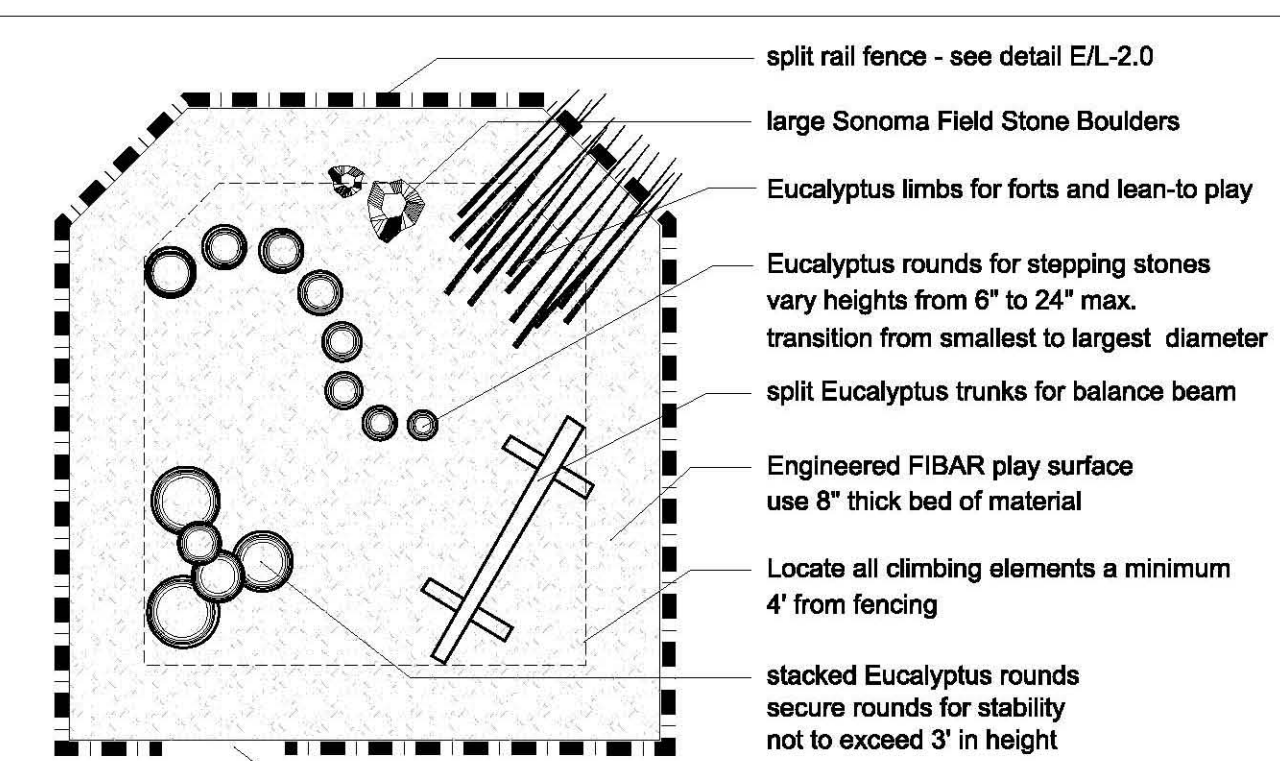 split rail fence - see detail E/L-2.0
large Sonoma Field Stone Boulders
Eucalyptus limbs for forts and lean-to play
Eucalyptus rounds for stepping stones
vary heights from 6" to 24" max.
transition from smallest to largest diameter
split Eucalyptus trunks for balance beam
Engineered FIBAR play surface
use 8" thick bed of material
Locate all climbing elements a minimum
4' from fencing
stacked Eucalyptus rounds
secure rounds for stability
not to exceed 3' in height